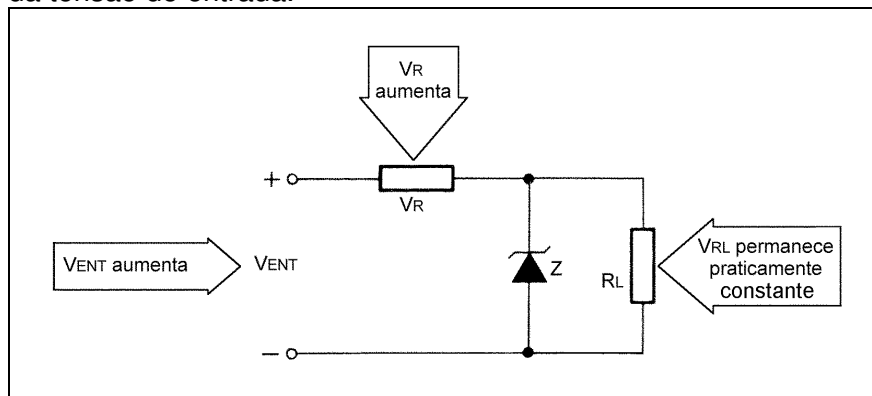 da tensão de entrada.
VR
aumenta
+
VR
VENT aumenta
VENT
Z
RL
VRL permanece
praticamente
constante
−